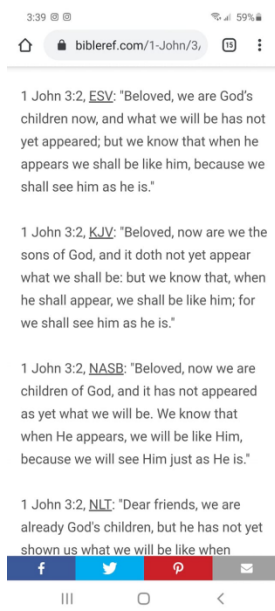 3:39 59%
bibleref.com/1-John/3/ 15
1 John 3:2, ESV: "Beloved, we are God's
children now, and what we will be has not
yet appeared; but we know that when he
appears we shall be like him, because we
shall see him as he is."
1 John 3:2, KJV: "Beloved, now are we the
sons of God, and it doth not yet appear
what we shall be: but we know that, when
he shall appear, we shall be like him; for
we shall see him as he is."
1 John 3:2, NASB: "Beloved, now we are
children of God, and it has not appeared
as yet what we will be. We know that
when He appears, we will be like Him,
because we will see Him just as He is."
1 John 3:2, NLT: "Dear friends, we are
already God's children, but he has not yet
shown us what we will be like when